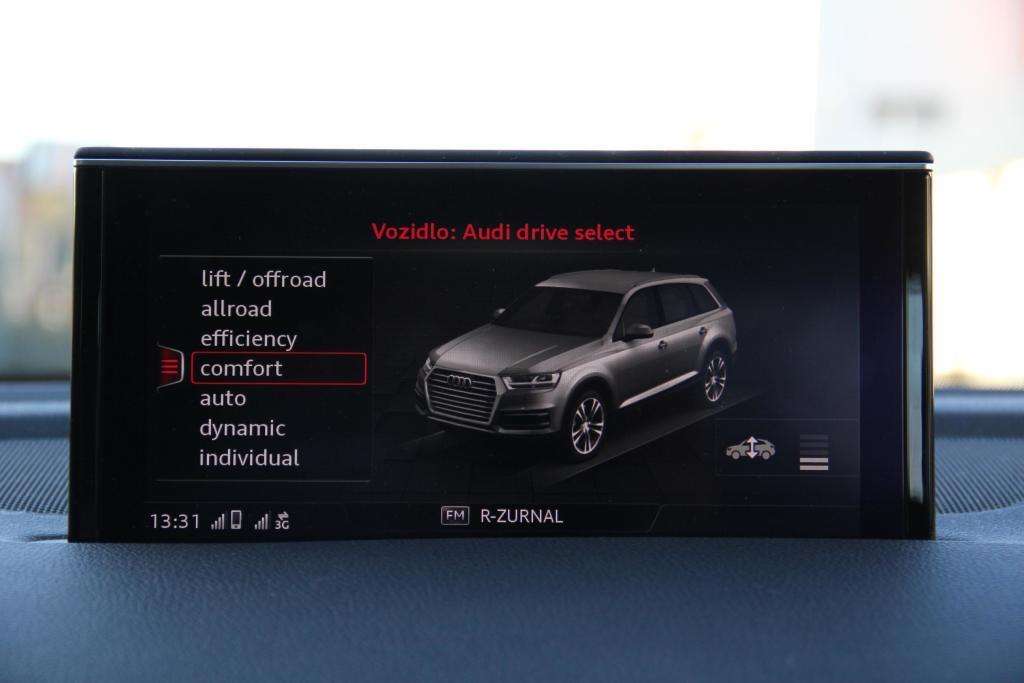 Vozidlo: Audi drive select
lift / offroad
allroad
efficiency
comfort
auto
dynamic
individual
13:31
3G
FM R-ZURNAL